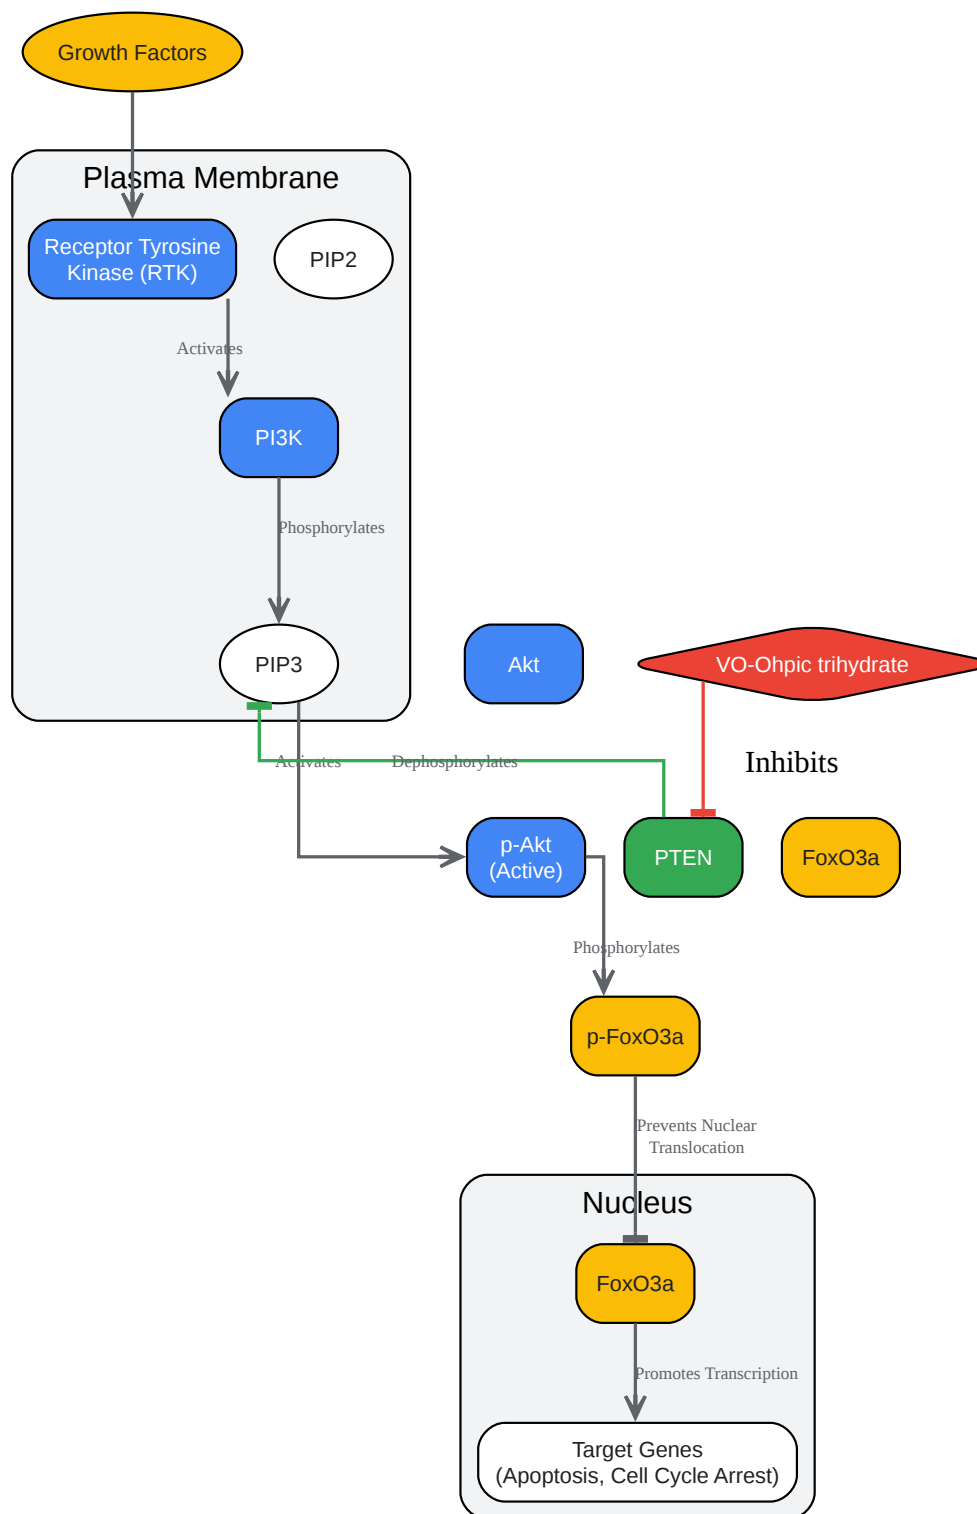 Growth Factors
Plasma Membrane
Receptor Tyrosine
Kinase (RTK)
PIP2
Activates
PI3K
Phosphorylates
PIP3
Akt
VO-Ohpic trihydrate
Activates
Dephosphorylates
Inhibits
p-Akt
(Active)
PTEN
FoxO3a
Phosphorylates
p-FoxO3a
Prevents Nuclear
Translocation
Nucleus
FoxO3a
Promotes Transcription
Target Genes
(Apoptosis, Cell Cycle Arrest)